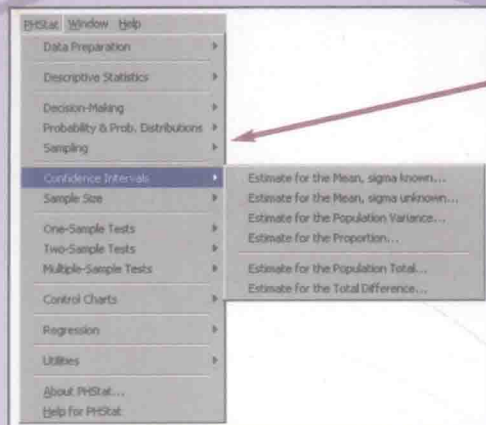 PHStat Window Help
Data Preparation
Descriptive Statistics
Decision-Making
Probability & Prob. Distributions
Sampling
Confidence Intervals
Sample Size
One-Sample Tests
Two-Sample Tests
Multiple-Sample Tests
Control Charts
Regression
Utilities
About PHStat...
Help for PHStat
Estimate for the Mean, sigma known...
Estimate for the Mean, sigma unknown...
Estimate for the Population Variance...
Estimate for the Proportion...
Estimate for the Population Total...
Estimate for the Total Difference...